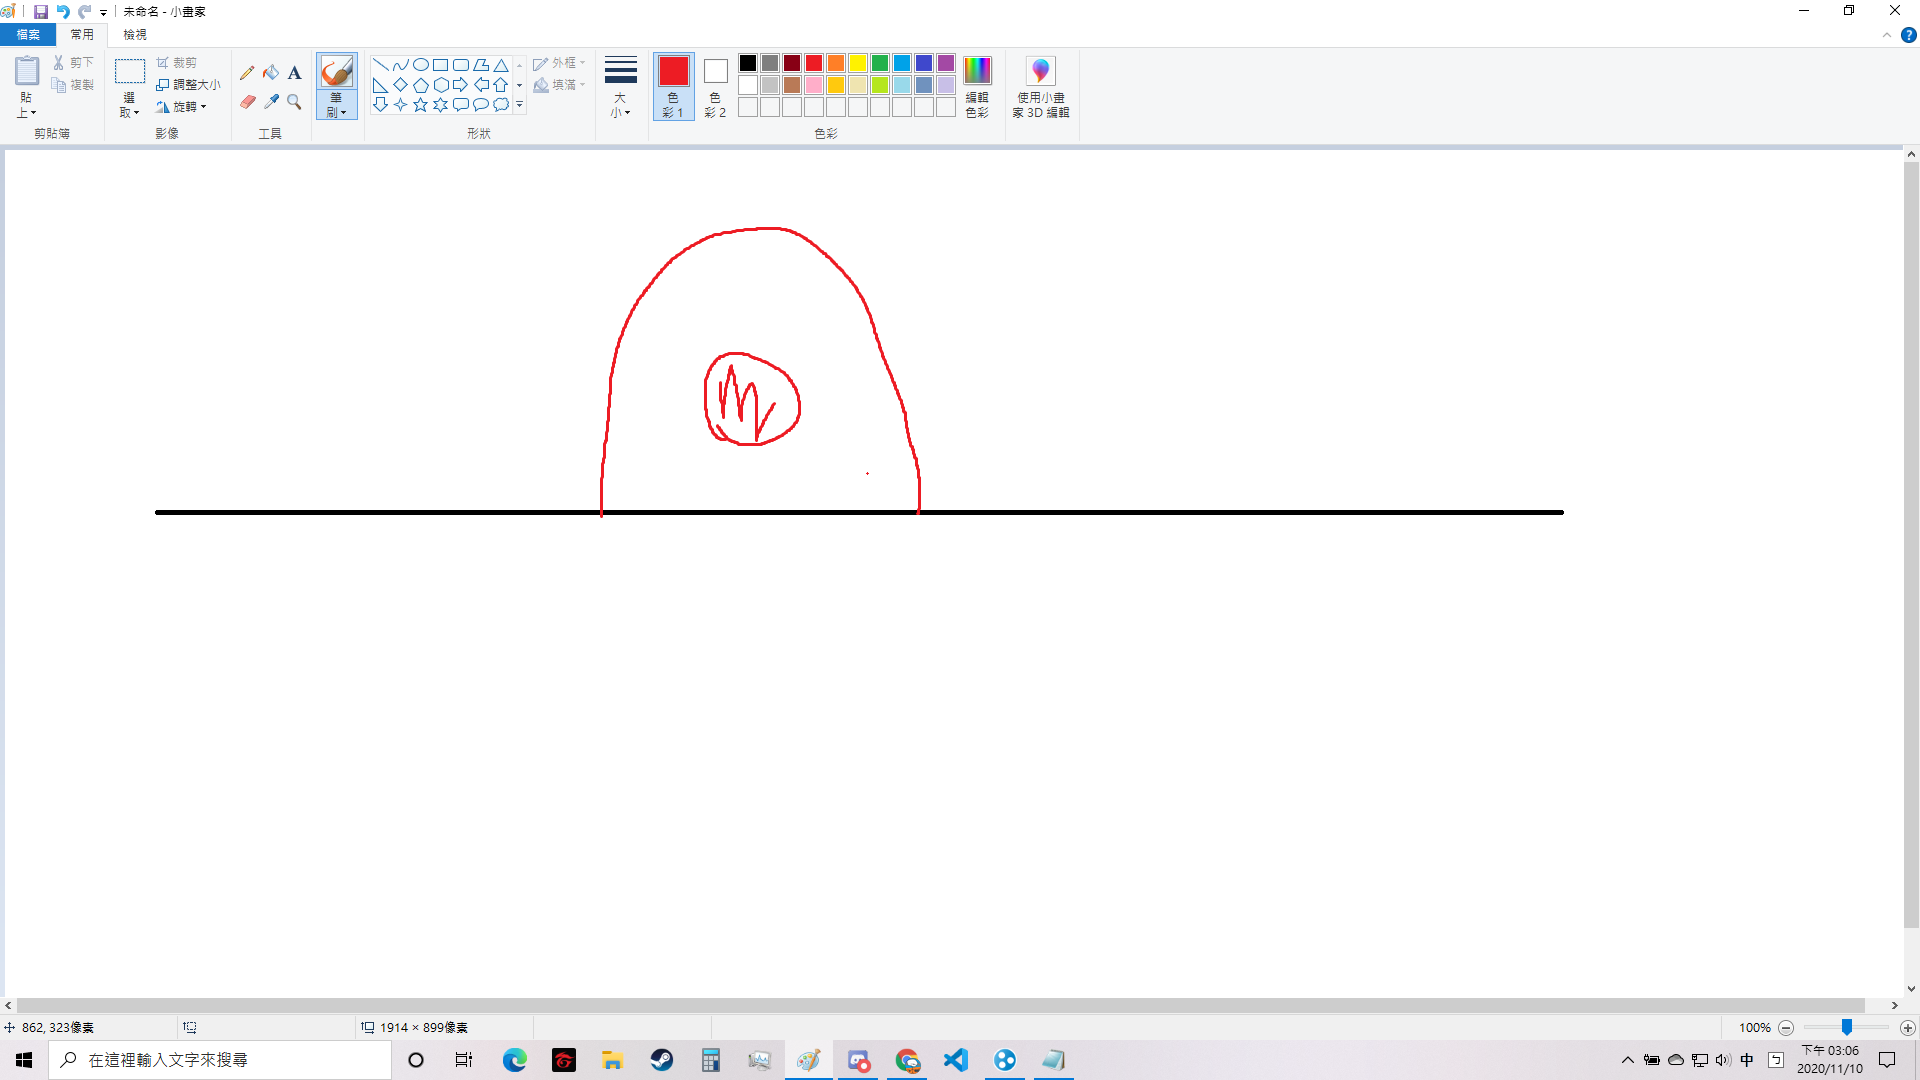 未命名 - 小畫家
檔案 常用 檢視
貼上
剪下
複製
剪貼簿
選取
裁剪
調整大小
旋轉
影像
A
工具
筆刷
外框
填滿
形狀
大小
色彩 1
色彩 2
編輯色彩
色彩
使用小畫家 3D 編輯
?
m
862, 323像素
1914 × 899像素
100%
在這裡輸入文字來搜尋
中
下午 03:06
2020/11/10